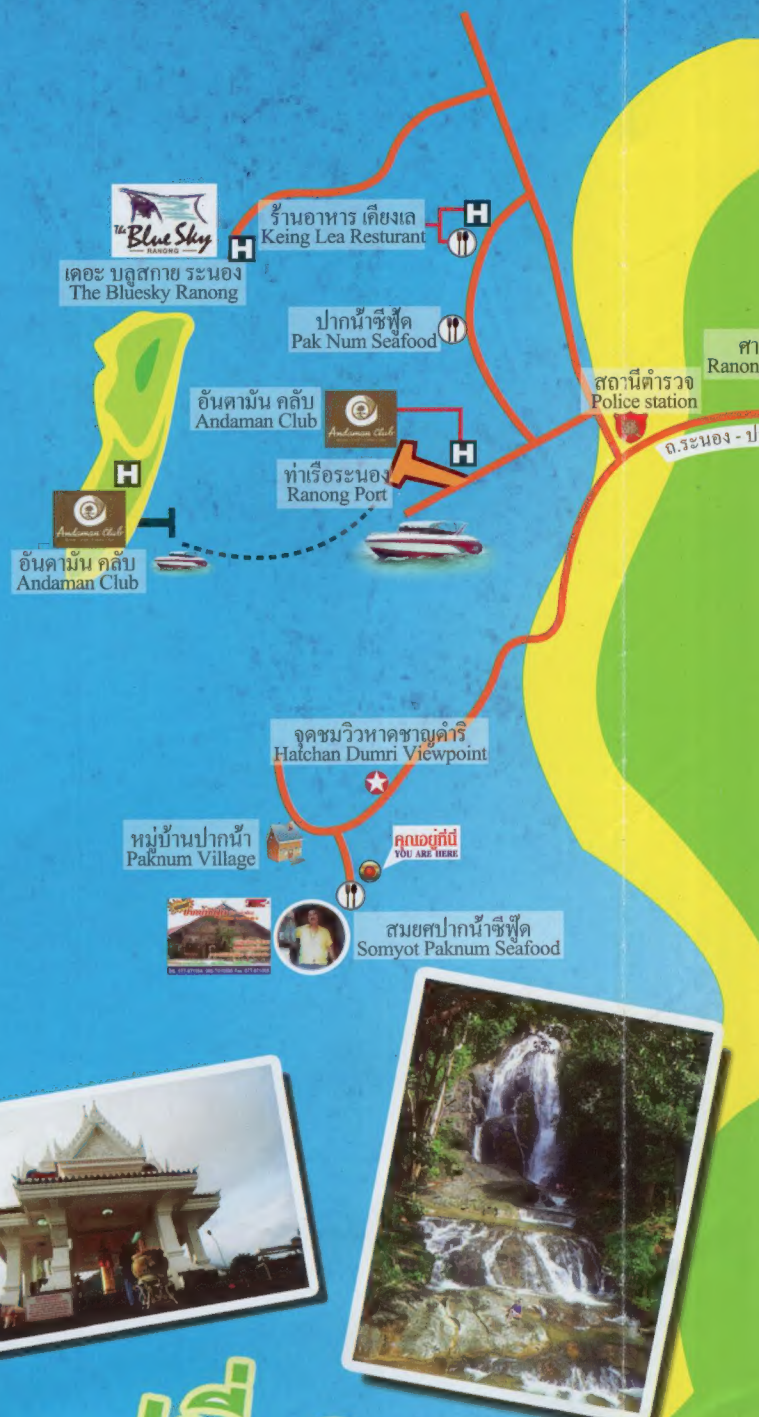 The Blue Sky
RANONG
เดอะ บลูสกาย ระนอง
The Bluesky Ranong
ร้านอาหาร เคียงเล
Keing Lea Resturant
ปากน้ำซีฟู้ด
Pak Num Seafood
ศา
Ranon
สถานีตำรวจ
Police station
ถ.ระนอง - ป
อันดามัน คลับ
Andaman Club
Andaman Club
ท่าเรือระนอง
Ranong Port
Andaman Club
อันดามัน คลับ
Andaman Club
จุดชมวิวหาดชาญดำริ
Hatchan Dumri Viewpoint
หมู่บ้านปากน้ำ
Paknum Village
คุณอยู่ที่นี่
YOU ARE HERE
สมยศปากน้ำซีฟู๊ด
Somyot Paknum Seafood
H
H
H
H